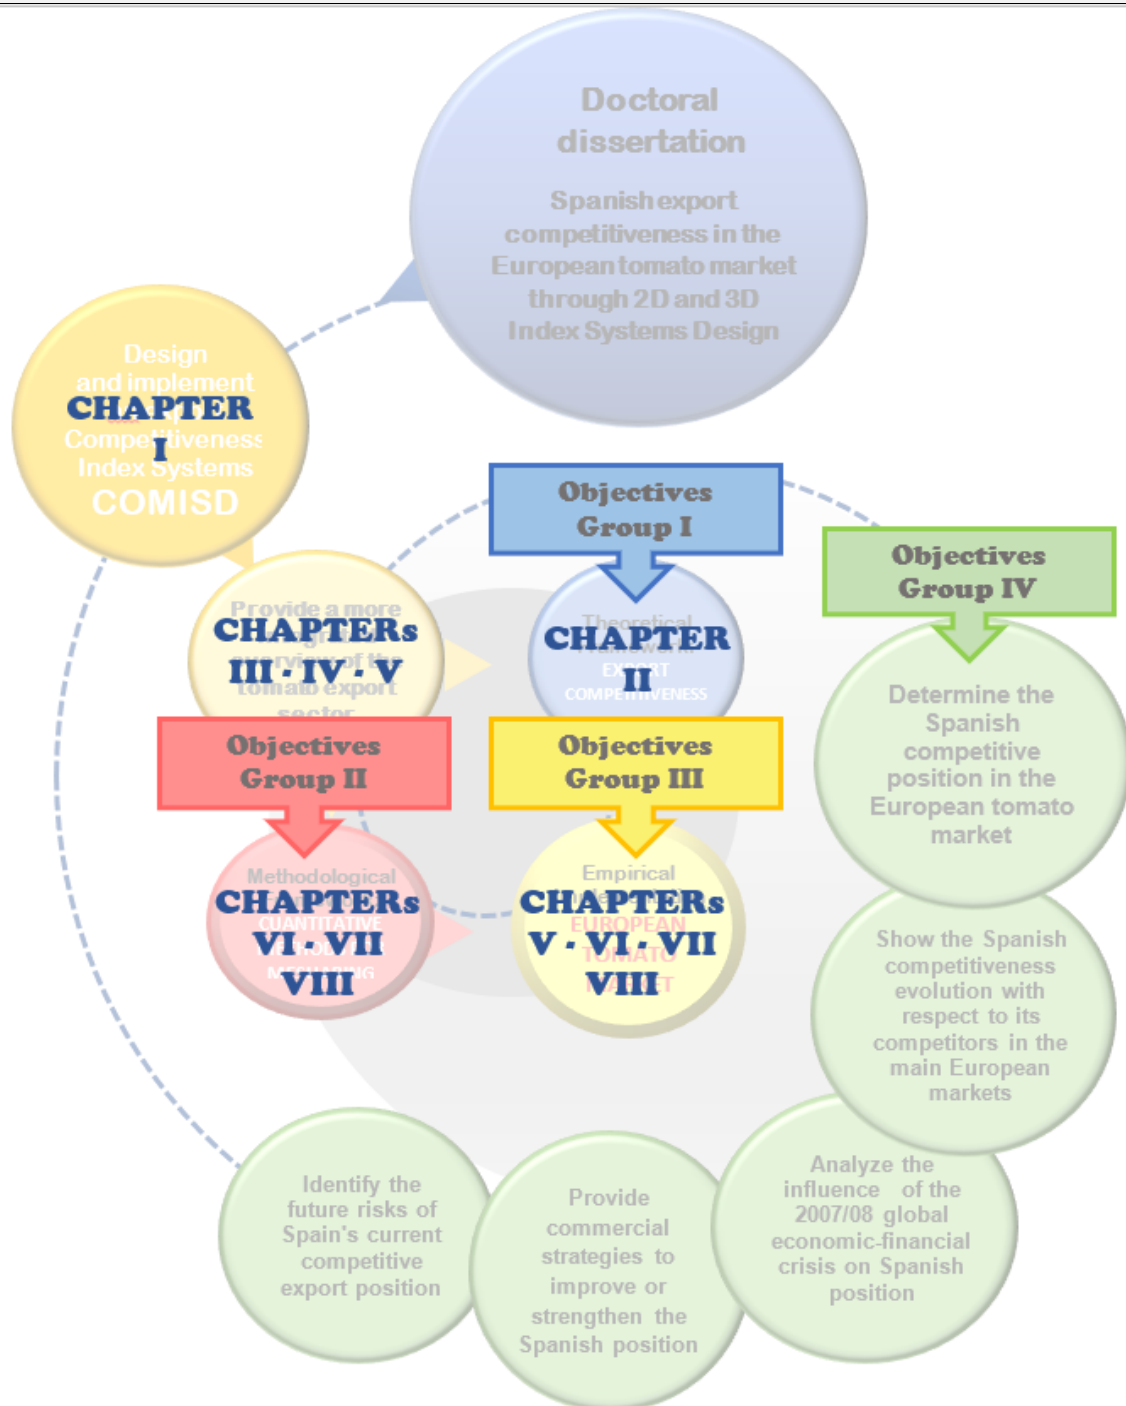 Doctoral
dissertation
Spanish export
competitiveness in the
European tomato market
through 2D and 3D
Index Systems Design
Design
and implement
CHAPTER
I
Competitiveness
Index Systems
COMISD
Objectives
Group I
Theoretical
CHAPTER
II
EXPORT
COMPETITIVENESS
Objectives
Group IV
Determine the
Spanish
competitive
position in the
European tomato
market
Provide a more
CHAPTERs
overview of the
III · IV · V
tomato export
sector
Objectives
Group II
Methodological
CHAPTERs
VI · VII
VIII
Objectives
Group III
Empirical
CHAPTERs
EUROPEAN
V · VI · VII
TOMATO
VIII
MARKET
Show the Spanish
competitiveness
evolution with
respect to its
competitors in the
main European
markets
Analyze the
influence of the
2007/08 global
economic-financial
crisis on Spanish
position
Provide
commercial
strategies to
improve or
strengthen the
Spanish position
Identify the
future risks of
Spain's current
competitive
export position